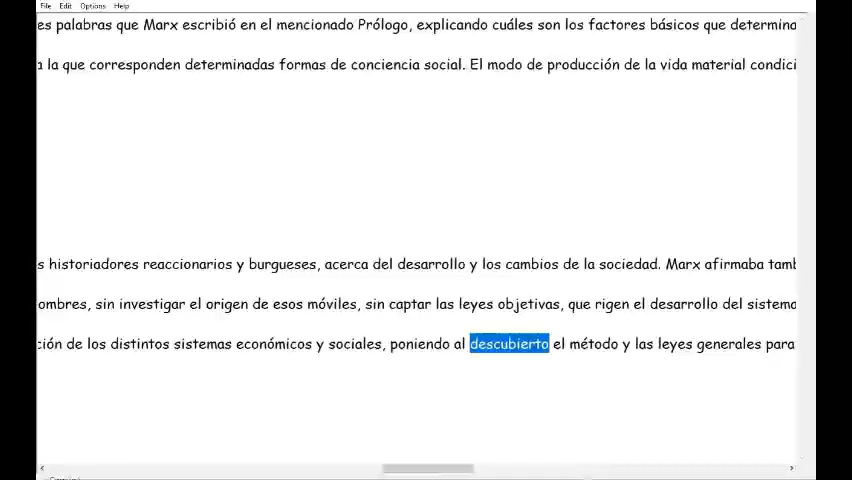 File Edit Options Help
es palabras que Marx escribió en el mencionado Prólogo, explicando cuáles son los factores básicos que determina
la que corresponden determinadas formas de conciencia social. El modo de producción de la vida material condici
s historiadores reaccionarios y burgueses, acerca del desarrollo y los cambios de la sociedad. Marx afirmaba tamb
ombres, sin investigar el origen de esos móviles, sin captar las leyes objetivas, que rigen el desarrollo del sistema
ción de los distintos sistemas económicos y sociales, poniendo al descubierto el método y las leyes generales para